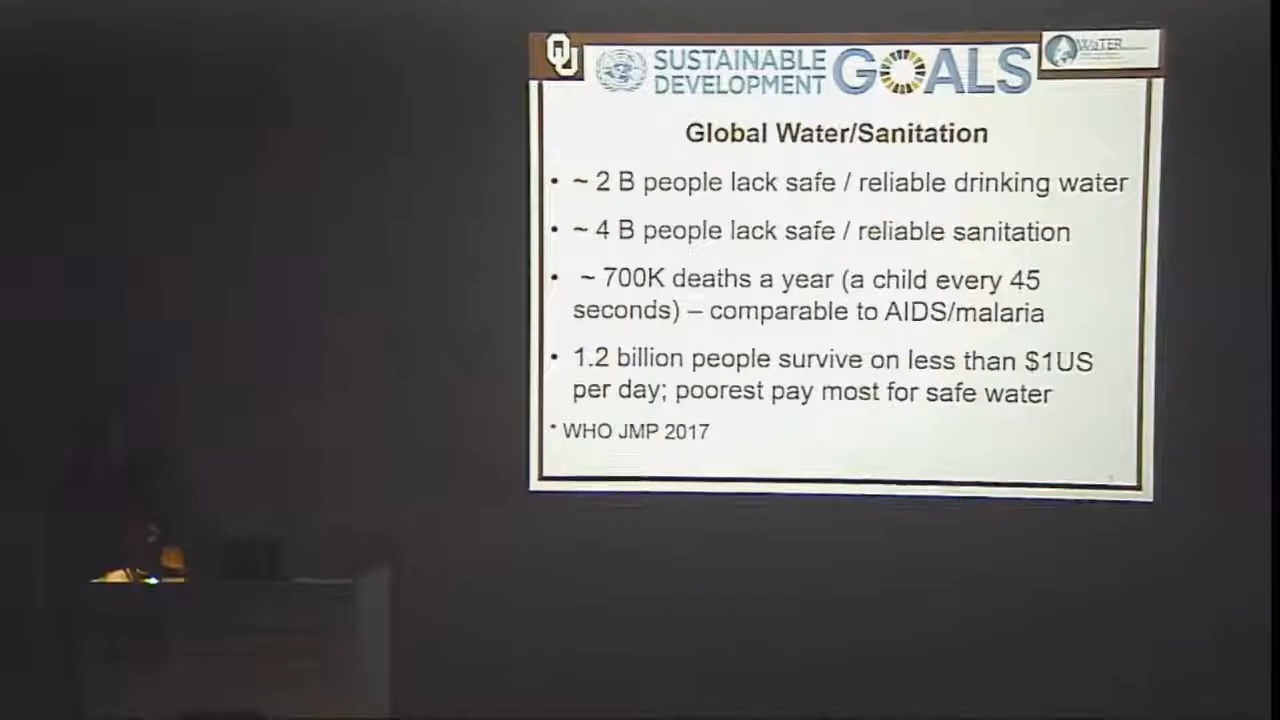 OU
SUSTAINABLE
DEVELOPMENT
GOALS
WaTER
Global Water/Sanitation
• ~ 2 B people lack safe / reliable drinking water
• ~ 4 B people lack safe / reliable sanitation
• ~ 700K deaths a year (a child every 45
seconds) – comparable to AIDS/malaria
• 1.2 billion people survive on less than $1US
per day; poorest pay most for safe water
* WHO JMP 2017